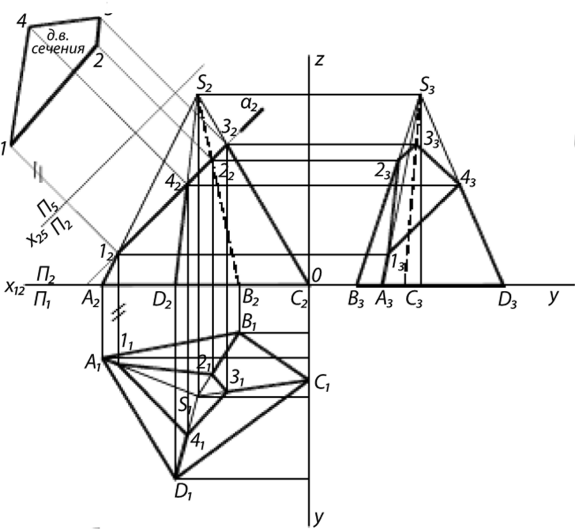 4
д.в.
сечения
2
1
z
S₂
S₃
α₂
3₂
3₃
2₂
2₃
4₂
4₃
П₅
x₂₅ П₂
1₂
1₃
x₁₂ П₂
П₁
0
A₂ D₂ B₂ C₂ B₃ A₃ C₃ D₃ y
B₁
1₁
A₁
2₁
3₁
C₁
S₁
4₁
D₁
y